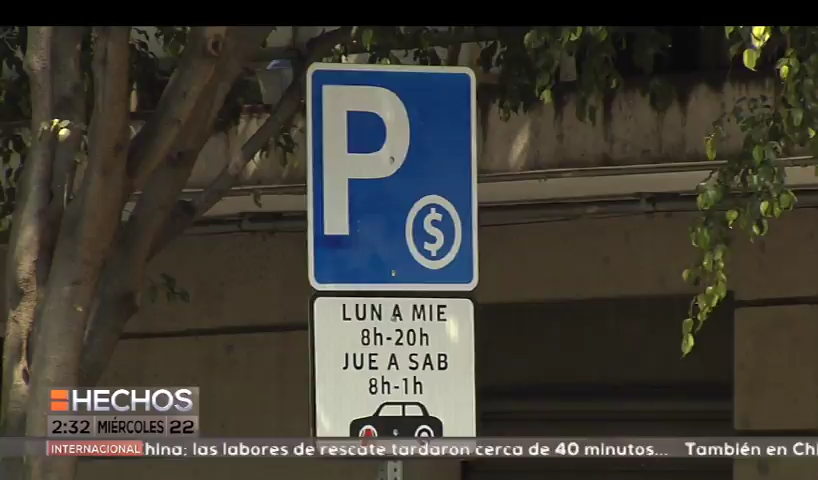 P
$
LUN A MIE
8h-20h
JUE A SAB
8h-1h
HECHOS
2:32 MIÉRCOLES 22
INTERNACIONAL hina; las labores de rescate tardaron cerca de 40 minutos... También en Chi